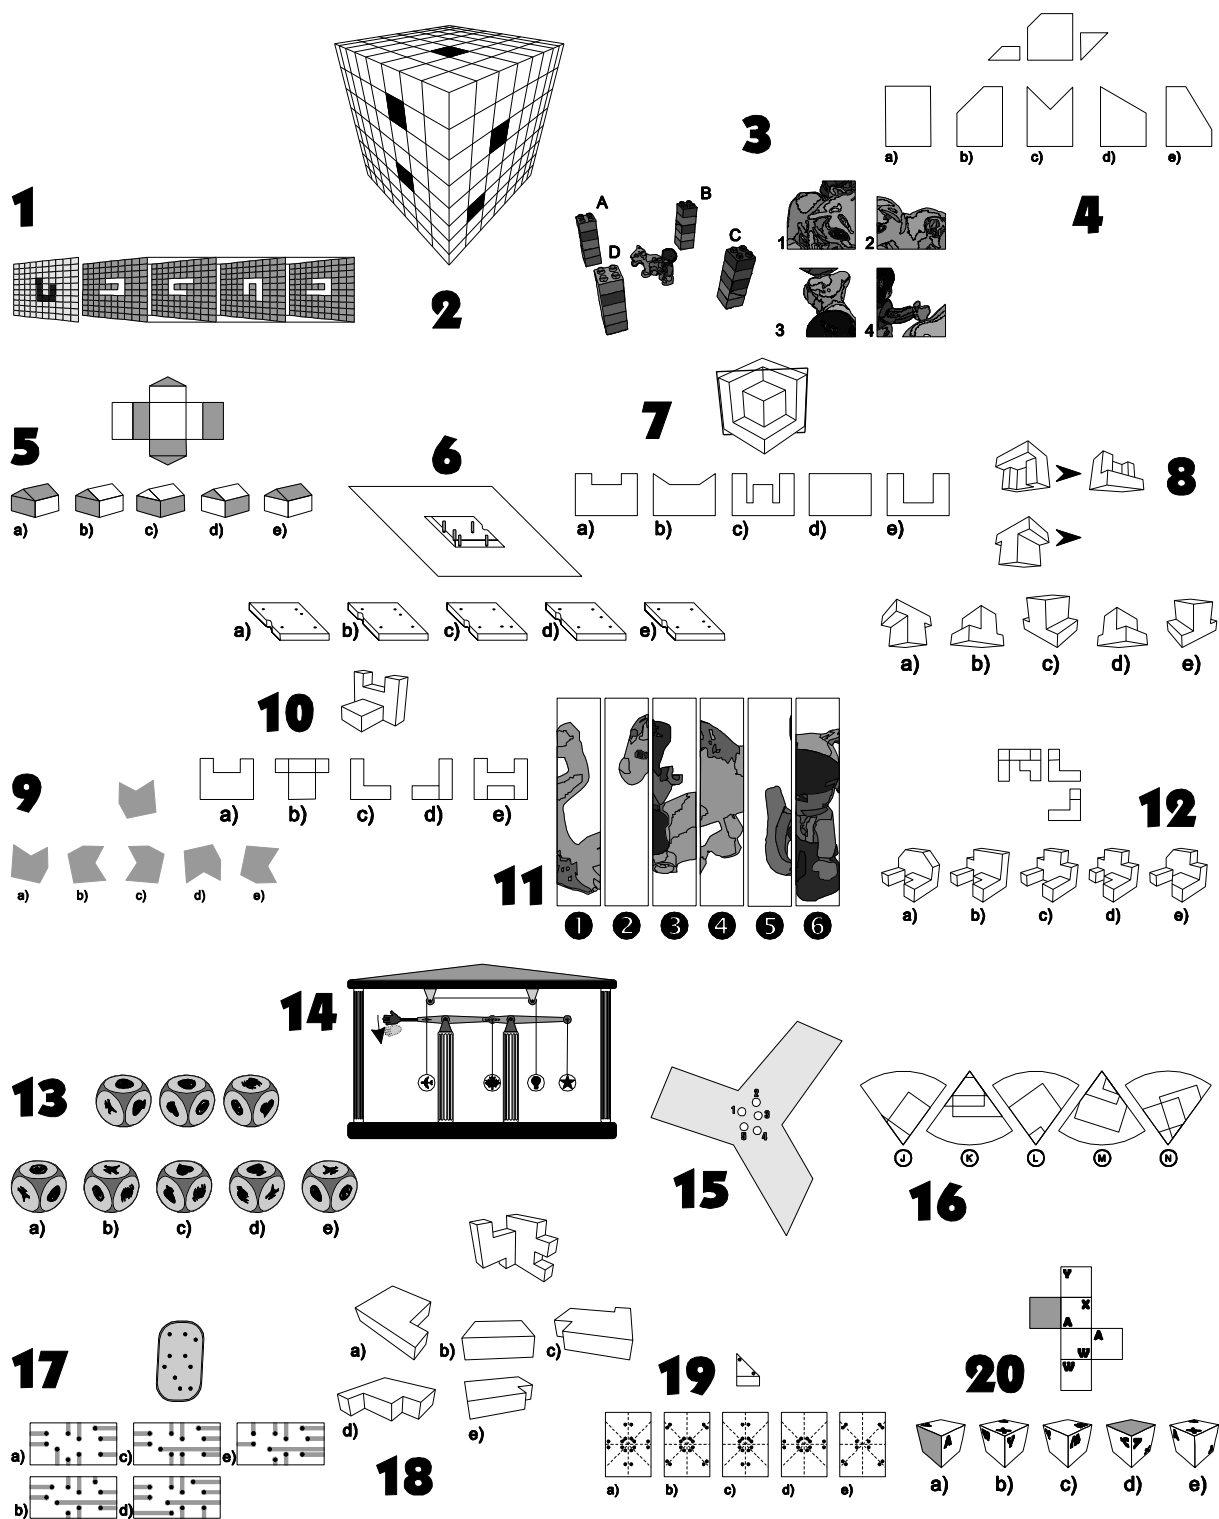 1
2
3
A
B
C
D
1
2
3
4
4
a) b) c) d) e)
5
a) b) c) d) e)
6
a) b) c) d) e)
7
a) b) c) d) e)
8
a) b) c) d) e)
9
a) b) c) d) e)
10
a) b) c) d) e)
11
1 2 3 4 5 6
12
a) b) c) d) e)
13
a) b) c) d) e)
14
15
1
2
3
4
5
16
J K L M N
17
a) c) e)
b) d)
18
a) b) c)
d) e)
19
a) b) c) d) e)
20
Y
X
A
A
W
W
a) b) c) d) e)